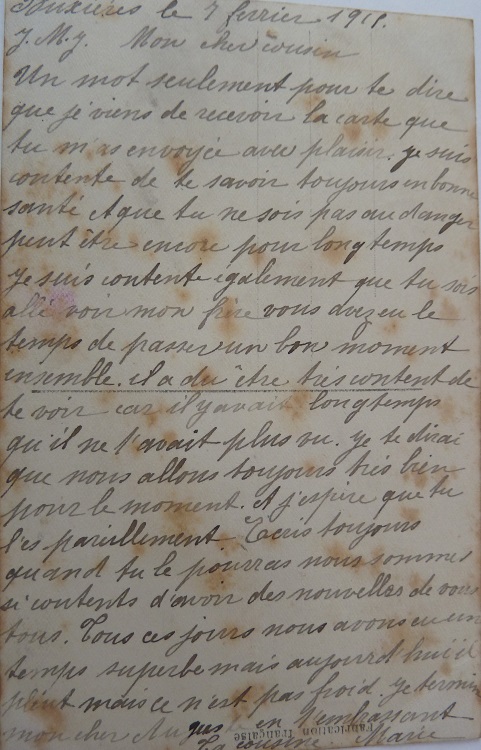 le 7 ferrier 1915.
J. M. J. Mon cher cousin
Un mot seulement pour te dire
que je viens de recevoir la carte que
tu m'as envoyée avec plaisir. Je suis
contente de te savoir toujours en bonne
santé et que tu ne sois pas au danger
peut être encore pour longtemps
Je suis contente egalement que tu sois
allé voir mon frère vous avez eu le
temps de passer un bon moment
ensemble. il a du être très content de
te voir car il y avait longtemps
qu'il ne t'avait plus vu. Je te dirai
que nous allons toujours très bien
pour le moment. Et j'espère que tu
l'es pareillement Ecris toujours
quand tu le pourras nous sommes
si contents d'avoir des nouvelles de vous
tous. Tous ces jours nous avons eu un
temps superbe mais aujourd'hui il
pleut mais ce n'est pas froid. Je termine
mon cher en t'embrassant
Ta cousine Marie
Fabrication Française